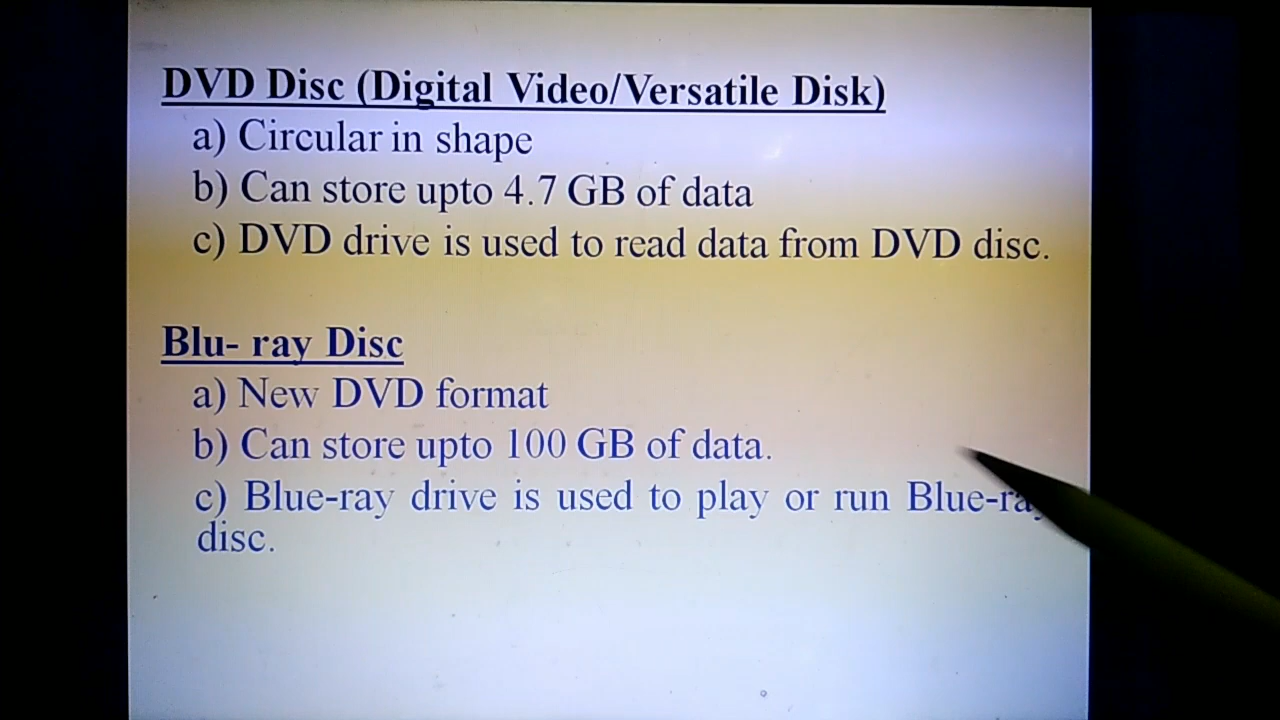 DVD Disc (Digital Video/Versatile Disk)
a) Circular in shape
b) Can store upto 4.7 GB of data
c) DVD drive is used to read data from DVD disc.
Blu- ray Disc
a) New DVD format
b) Can store upto 100 GB of data.
c) Blue-ray drive is used to play or run Blue-ray
disc.